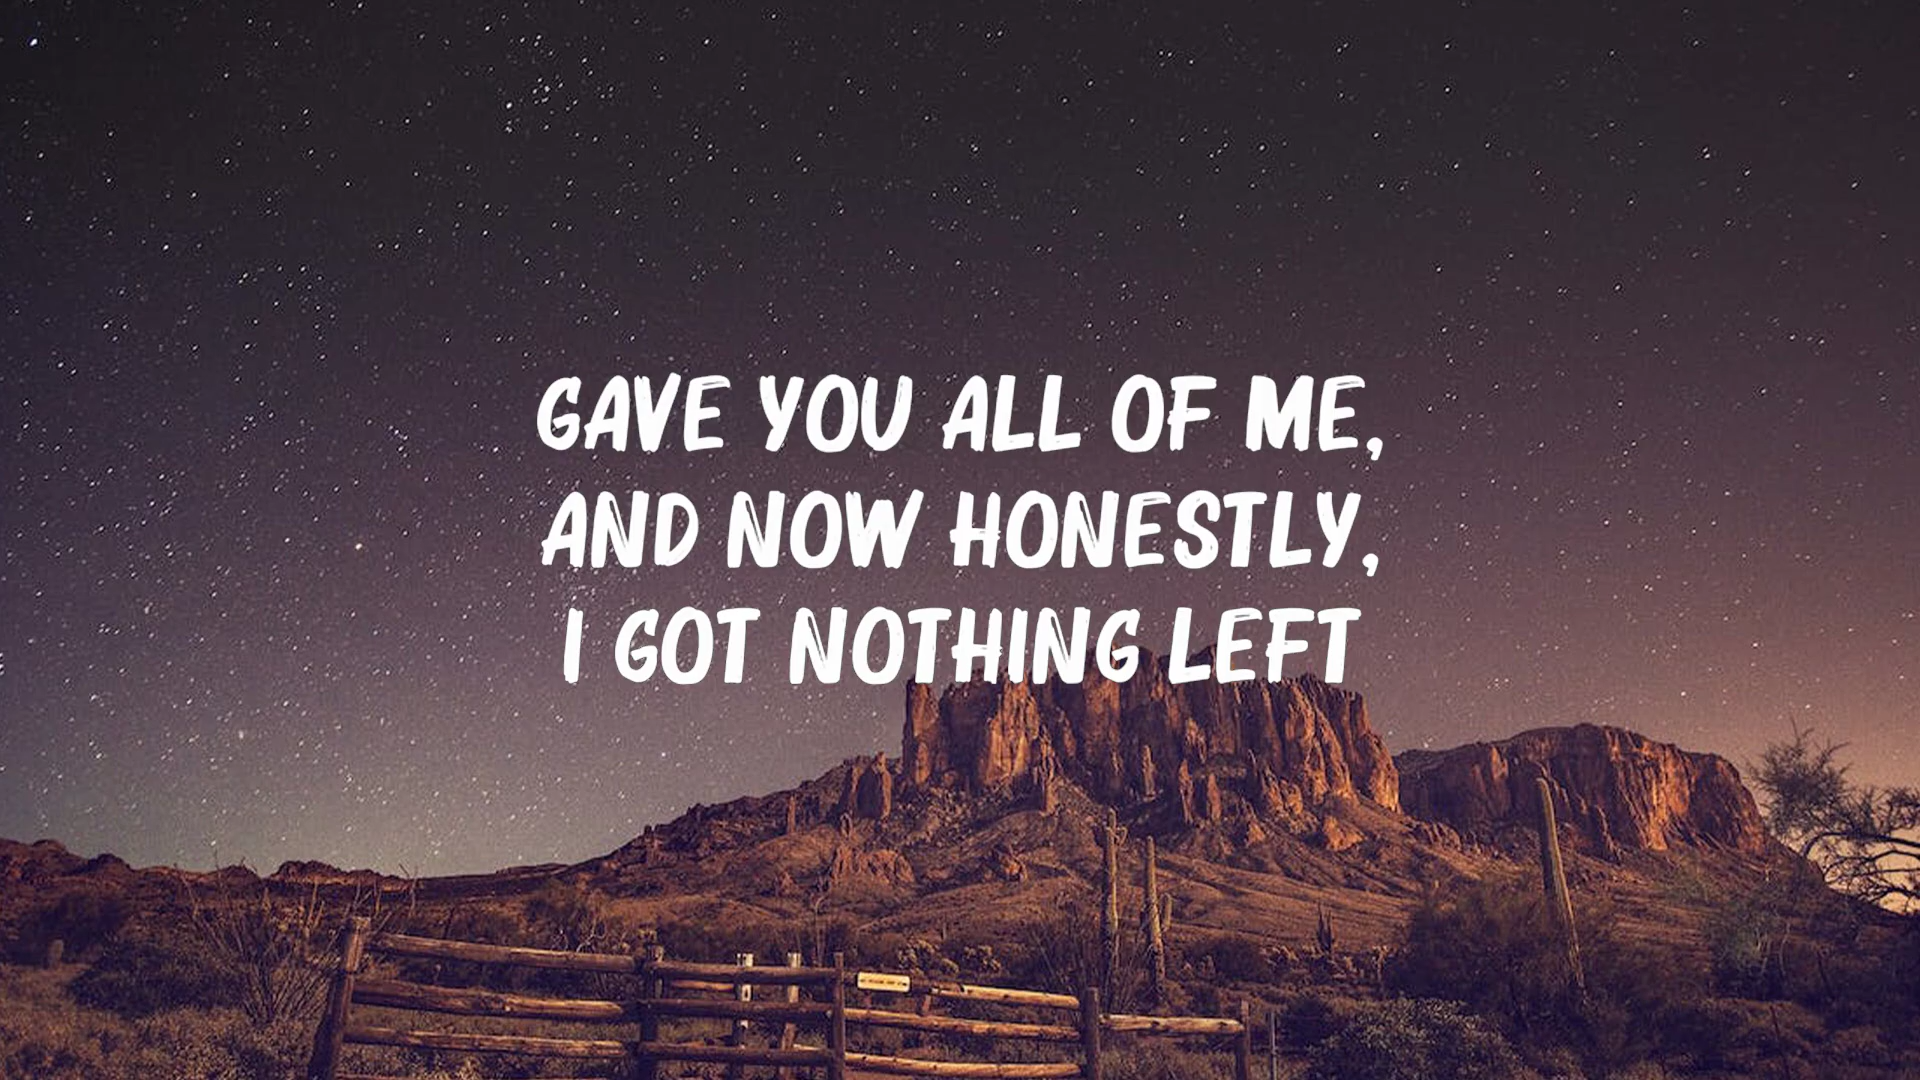 GAVE YOU ALL OF ME,
AND NOW HONESTLY,
I GOT NOTHING LEFT